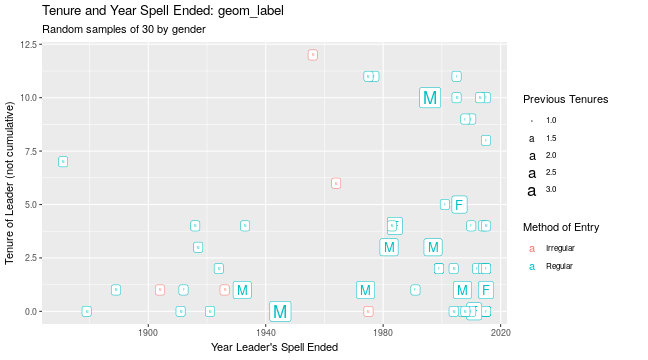 Tenure and Year Spell Ended: geom_label
Random samples of 30 by gender
Tenure of Leader (not cumulative)
12.5
10.0
7.5
5.0
2.5
0.0
M
F
F
M
M
M
M
M
F
M
F
1900
1940
1980
2020
Year Leader's Spell Ended
Previous Tenures
1.0
a 1.5
a 2.0
a 2.5
a 3.0
Method of Entry
a Irregular
a Regular